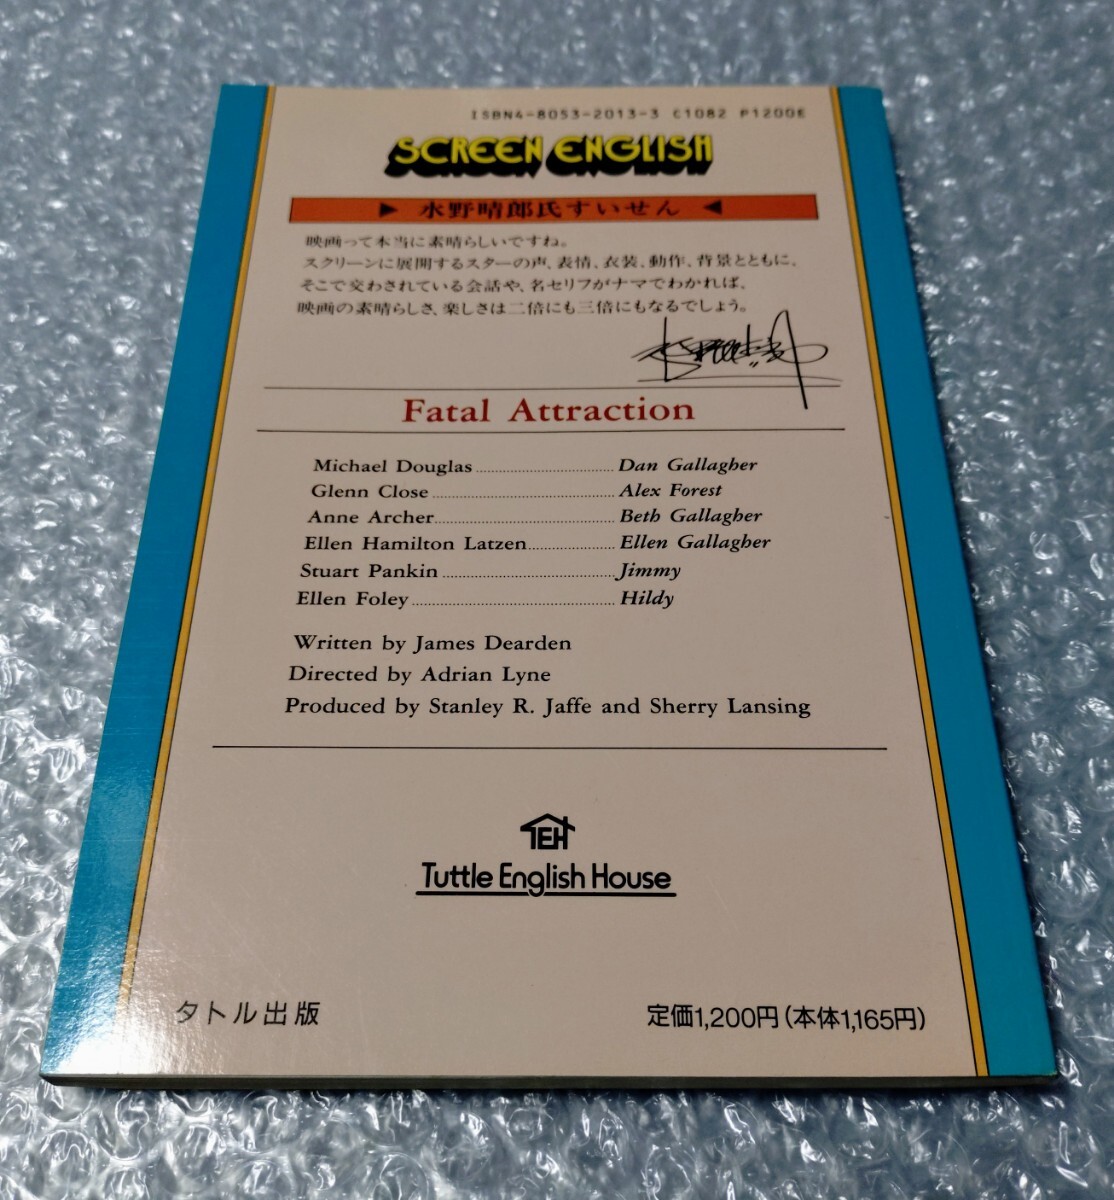 ISBN4-8053-2013-3 C1082 P1200E
SCREEN ENGLISH
▶ 水野晴郎氏すいせん ◀
映画って本当に素晴らしいですね。
スクリーンに展開するスターの声、表情、衣装、動作、背景とともに、
そこで交わされている会話や、名セリフがナマでわかれば、
映画の素晴らしさ、楽しさは二倍にも三倍にもなるでしょう。
Fatal Attraction
Michael Douglas Dan Gallagher
Glenn Close Alex Forest
Anne Archer Beth Gallagher
Ellen Hamilton Latzen Ellen Gallagher
Stuart Pankin Jimmy
Ellen Foley Hildy
Written by James Dearden
Directed by Adrian Lyne
Produced by Stanley R. Jaffe and Sherry Lansing
TEH
Tuttle English House
タトル出版 定価1,200円(本体1,165円)